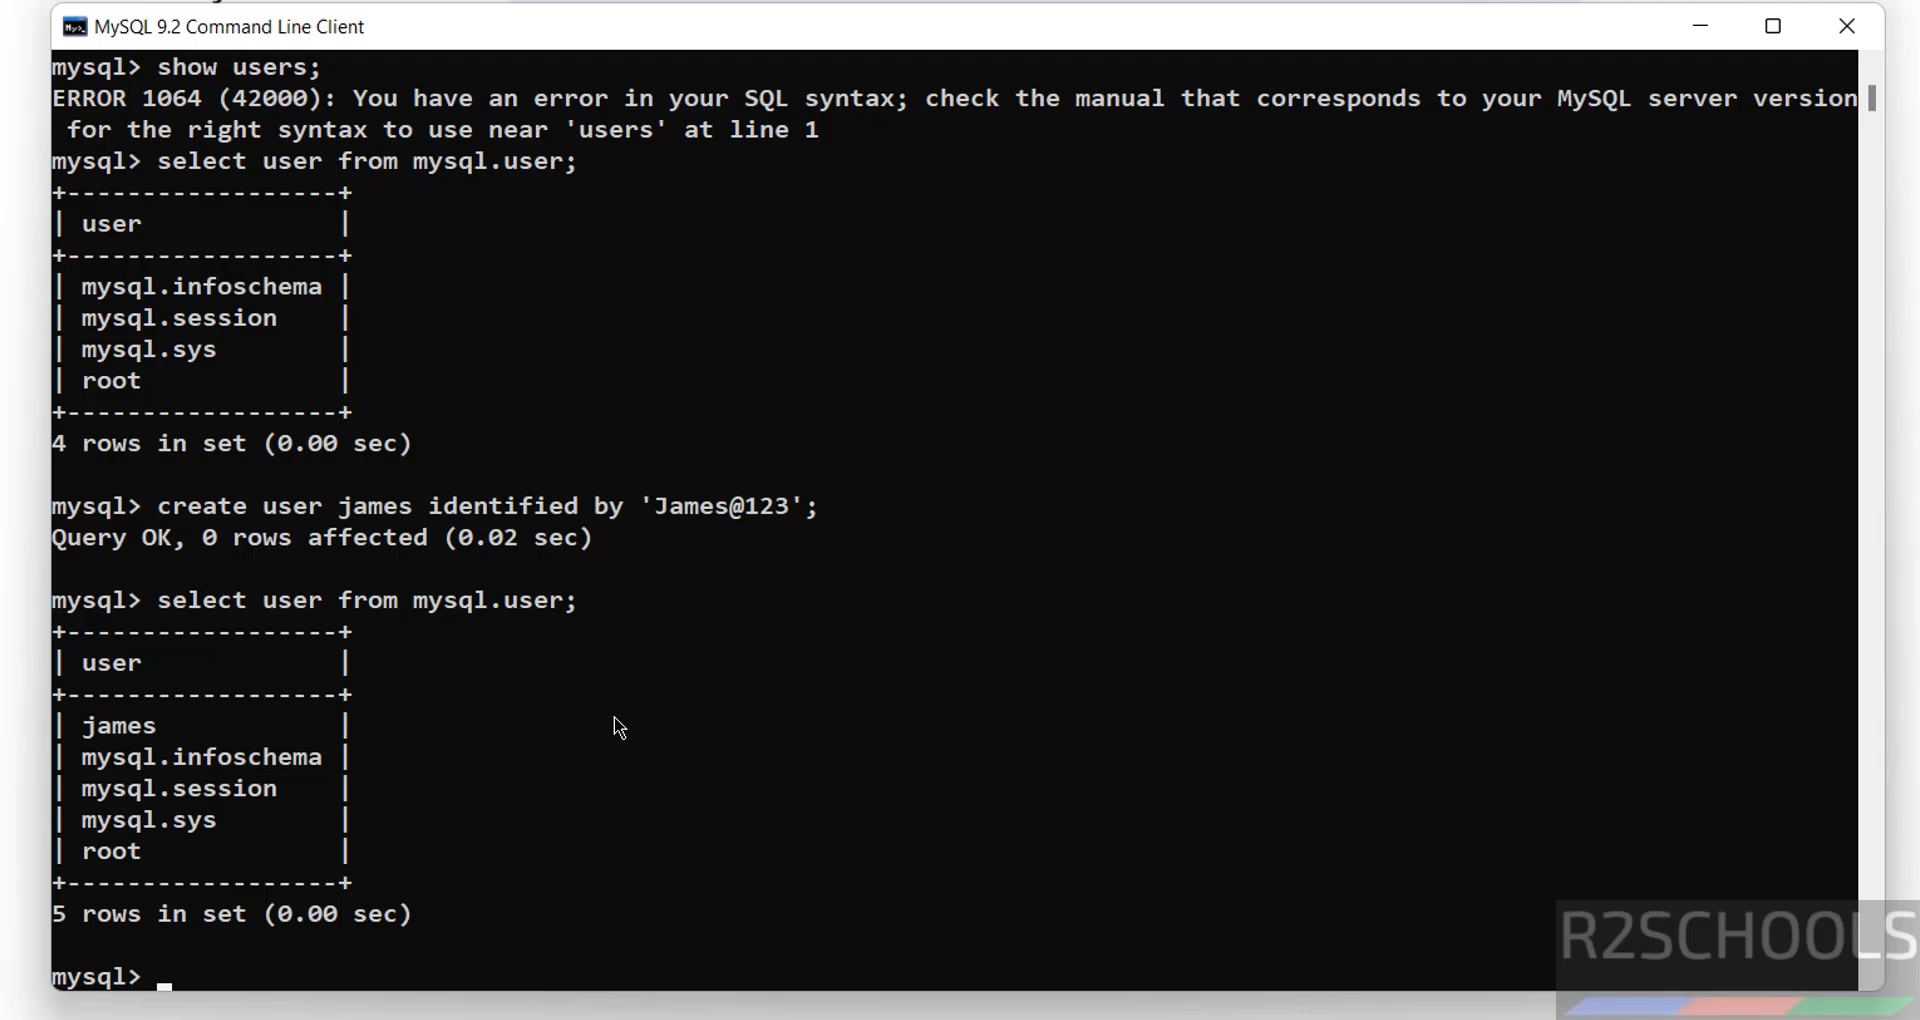 MySQL 9.2 Command Line Client
mysql> show users;
ERROR 1064 (42000): You have an error in your SQL syntax; check the manual that corresponds to your MySQL server version
 for the right syntax to use near 'users' at line 1
mysql> select user from mysql.user;
+------------------+
| user             |
+------------------+
| mysql.infoschema |
| mysql.session    |
| mysql.sys        |
| root             |
+------------------+
4 rows in set (0.00 sec)
mysql> create user james identified by 'James@123';
Query OK, 0 rows affected (0.02 sec)
mysql> select user from mysql.user;
+------------------+
| user             |
+------------------+
| james            |
| mysql.infoschema |
| mysql.session    |
| mysql.sys        |
| root             |
+------------------+
5 rows in set (0.00 sec)
mysql>
R2SCHOOLS